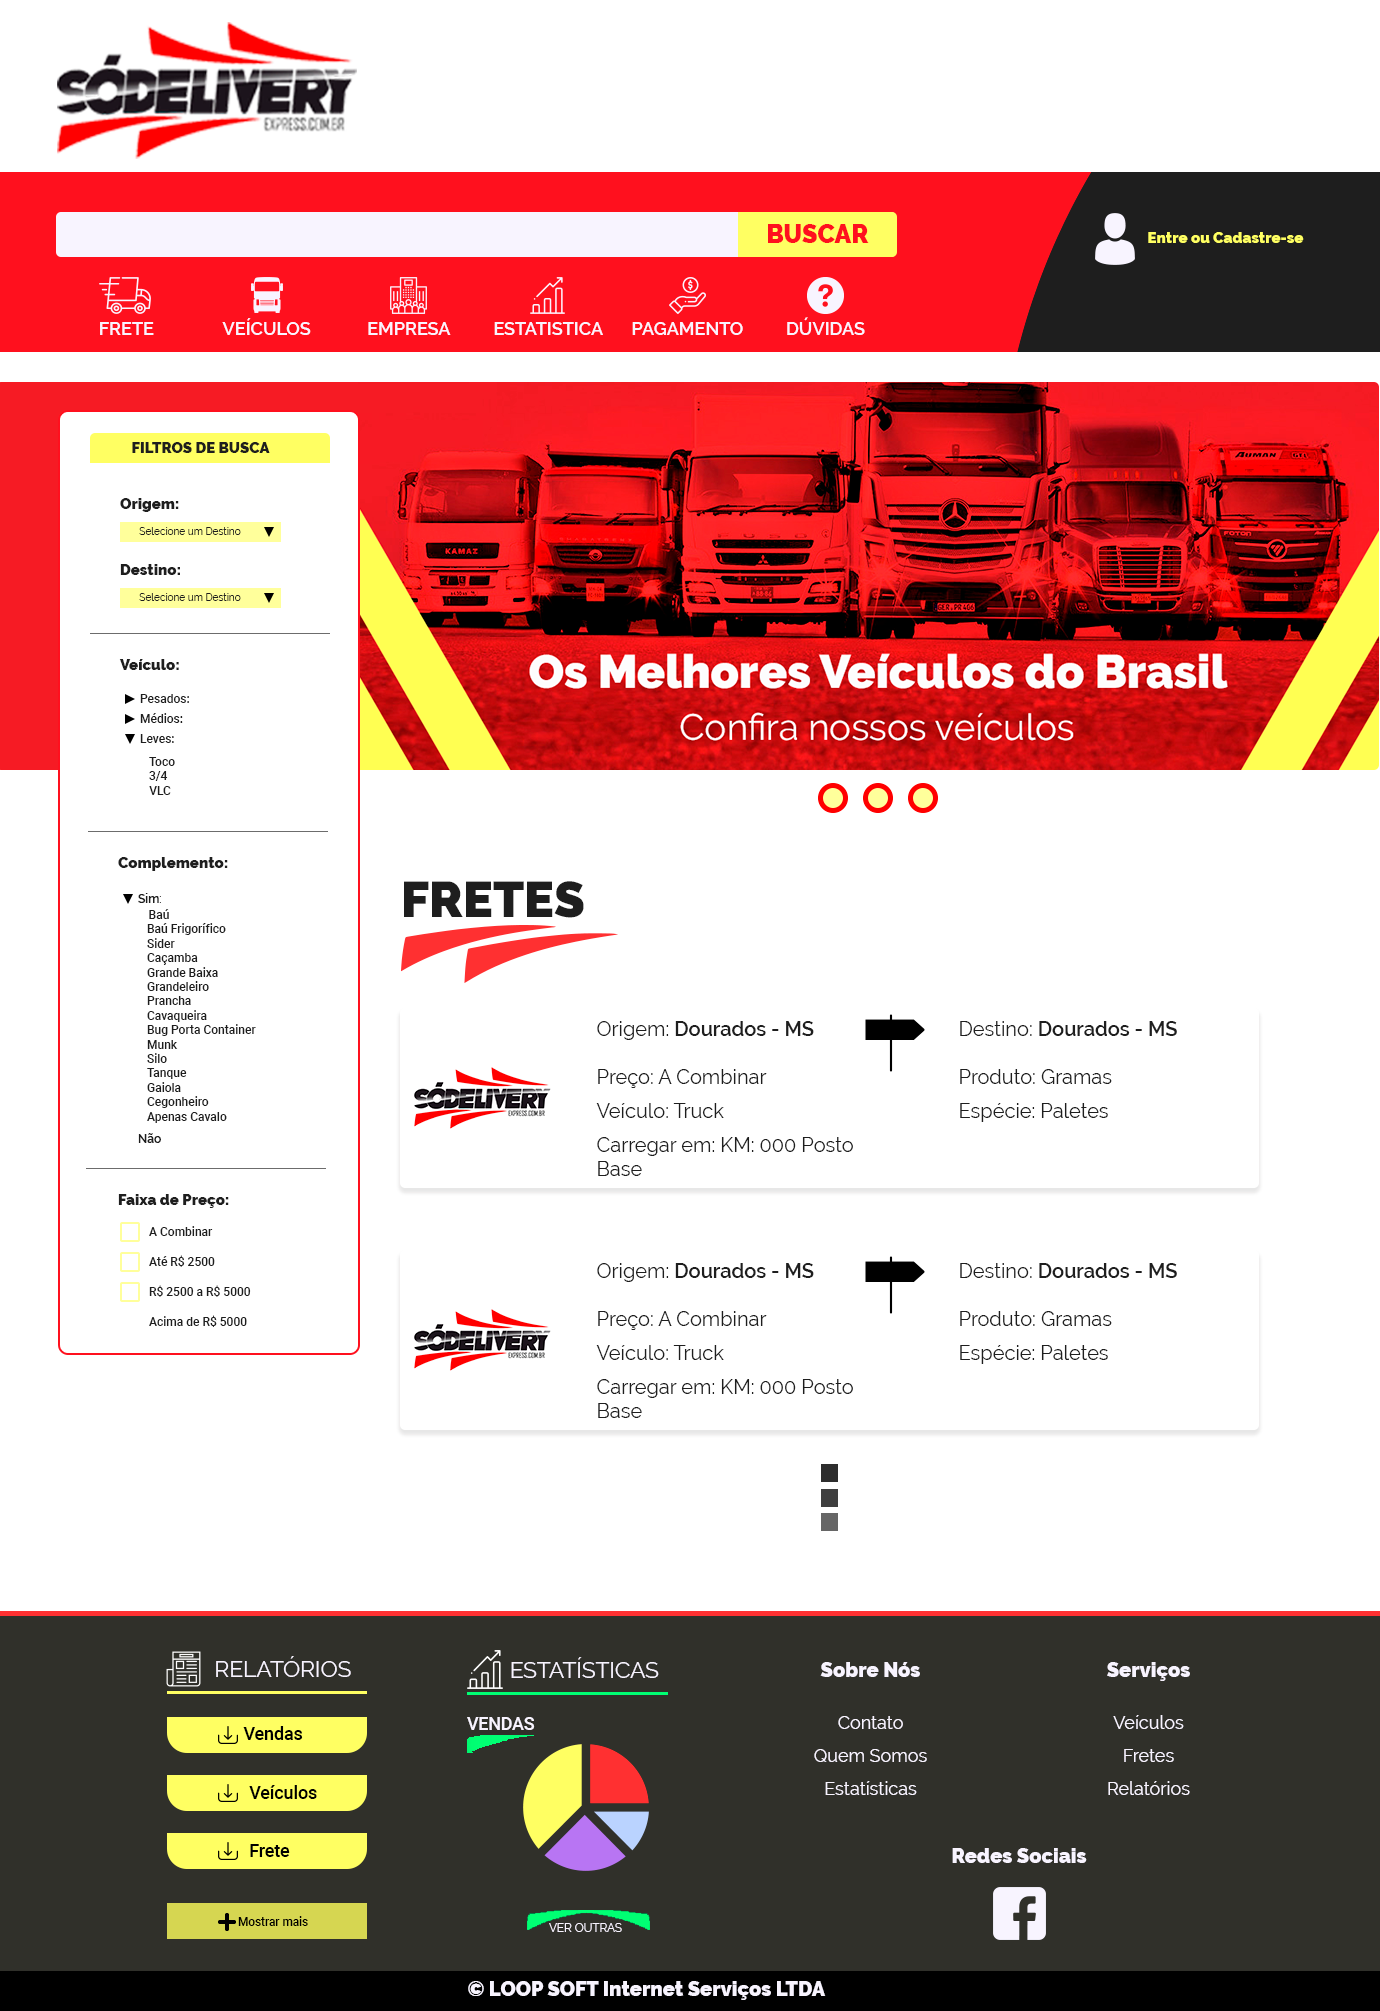 SÓDELIVERY
EXPRESS.COM.BR
BUSCAR
Entre ou Cadastre-se
FRETE
VEÍCULOS
EMPRESA
ESTATISTICA
PAGAMENTO
DÚVIDAS
FILTROS DE BUSCA
Origem:
Selecione um Destino
Destino:
Selecione um Destino
Veículo:
Pesados:
Médios:
Leves:
Toco
3/4
VLC
Complemento:
Sim:
Baú
Baú Frigorífico
Sider
Caçamba
Grande Baixa
Grandeleiro
Prancha
Cavaqueira
Bug Porta Container
Munk
Silo
Tanque
Gaiola
Cegonheiro
Apenas Cavalo
Não
Faixa de Preço:
A Combinar
Até R$ 2500
R$ 2500 a R$ 5000
Acima de R$ 5000
KAMAZ
AUMAN GTL
FOTON
GER:PR406
Os Melhores Veículos do Brasil
Confira nossos veículos
FRETES
SÓDELIVERY
EXPRESS.COM.BR
Origem: Dourados - MS
Destino: Dourados - MS
Preço: A Combinar
Produto: Gramas
Veículo: Truck
Espécie: Paletes
Carregar em: KM: 000 Posto
Base
SÓDELIVERY
EXPRESS.COM.BR
Origem: Dourados - MS
Destino: Dourados - MS
Preço: A Combinar
Produto: Gramas
Veículo: Truck
Espécie: Paletes
Carregar em: KM: 000 Posto
Base
RELATÓRIOS
Vendas
Veículos
Frete
Mostrar mais
ESTATÍSTICAS
VENDAS
VER OUTRAS
Sobre Nós
Contato
Quem Somos
Estatísticas
Serviços
Veículos
Fretes
Relatórios
Redes Sociais
© LOOP SOFT Internet Serviços LTDA